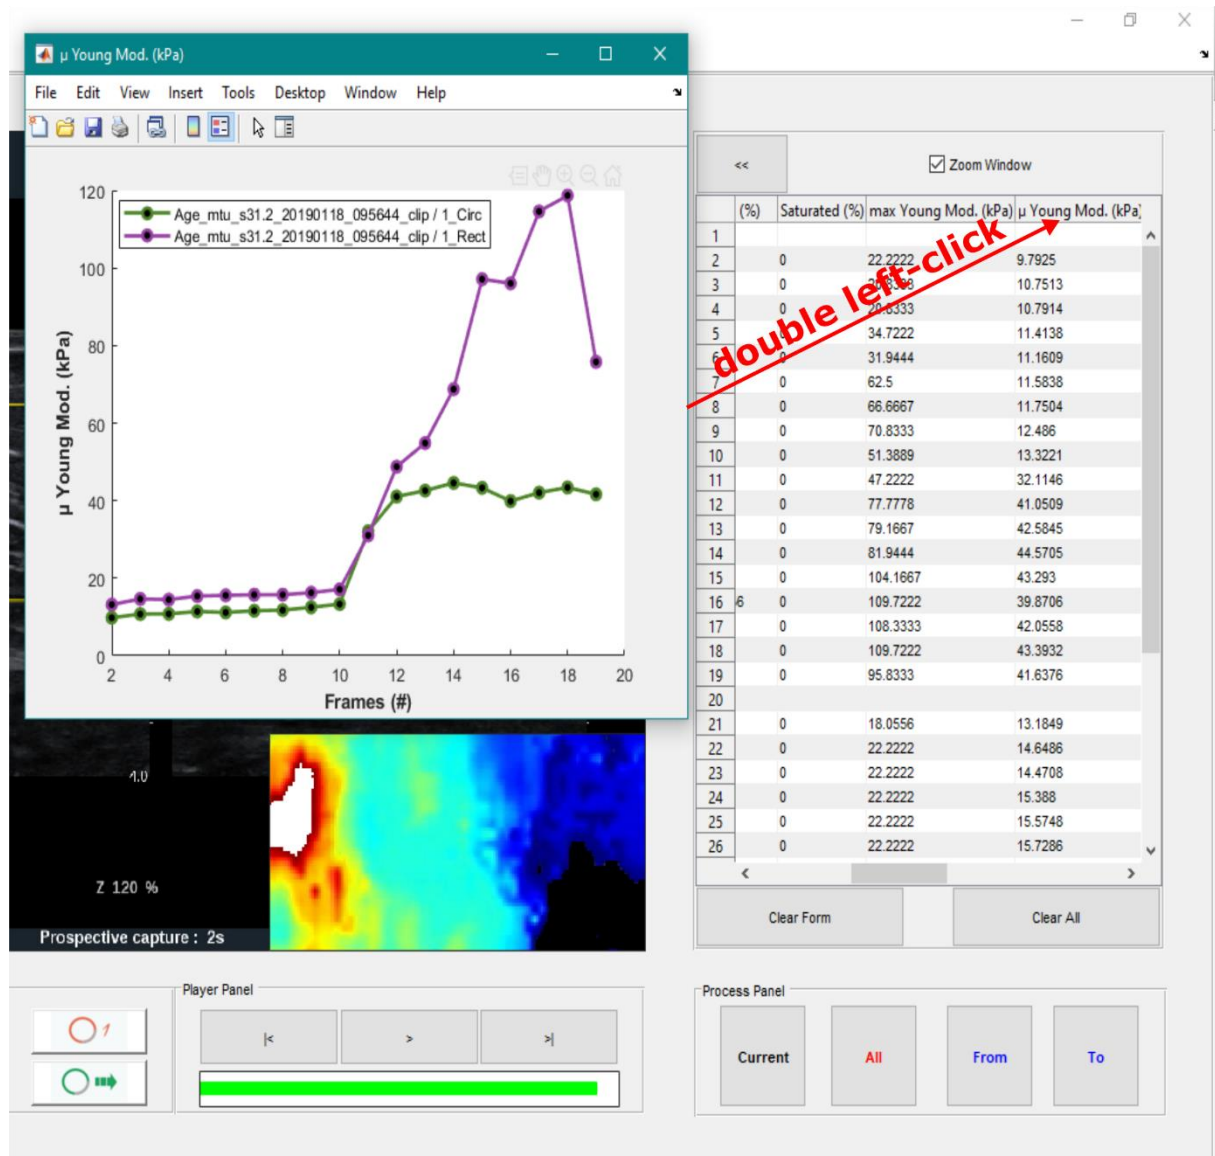 μ Young Mod. (kPa)
File Edit View Insert Tools Desktop Window Help
120
100
80
60
40
20
0
2 4 6 8 10 12 14 16 18 20
μ Young Mod. (kPa)
Frames (#)
Age_mtu_s31.2_20190118_095644_clip / 1_Circ
Age_mtu_s31.2_20190118_095644_clip / 1_Rect
4.0
Z 120 %
Prospective capture : 2s
<< Zoom Window
(%) Saturated (%) max Young Mod. (kPa) μ Young Mod. (kPa)
double left-click
1
2 0 22.2222 9.7925
3 0 10.7513
4 0 10.7914
5 34.7222 11.4138
6 0 31.9444 11.1609
7 0 62.5 11.5838
8 0 66.6667 11.7504
9 0 70.8333 12.486
10 0 51.3889 13.3221
11 0 47.2222 32.1146
12 0 77.7778 41.0509
13 0 79.1667 42.5845
14 0 81.9444 44.5705
15 0 104.1667 43.293
16 6 0 109.7222 39.8706
17 0 108.3333 42.0558
18 0 109.7222 43.3932
19 0 95.8333 41.6376
20
21 0 18.0556 13.1849
22 0 22.2222 14.6486
23 0 22.2222 14.4708
24 0 22.2222 15.388
25 0 22.2222 15.5748
26 0 22.2222 15.7286
Clear Form Clear All
1
Player Panel
|< > >|
Process Panel
Current All From To